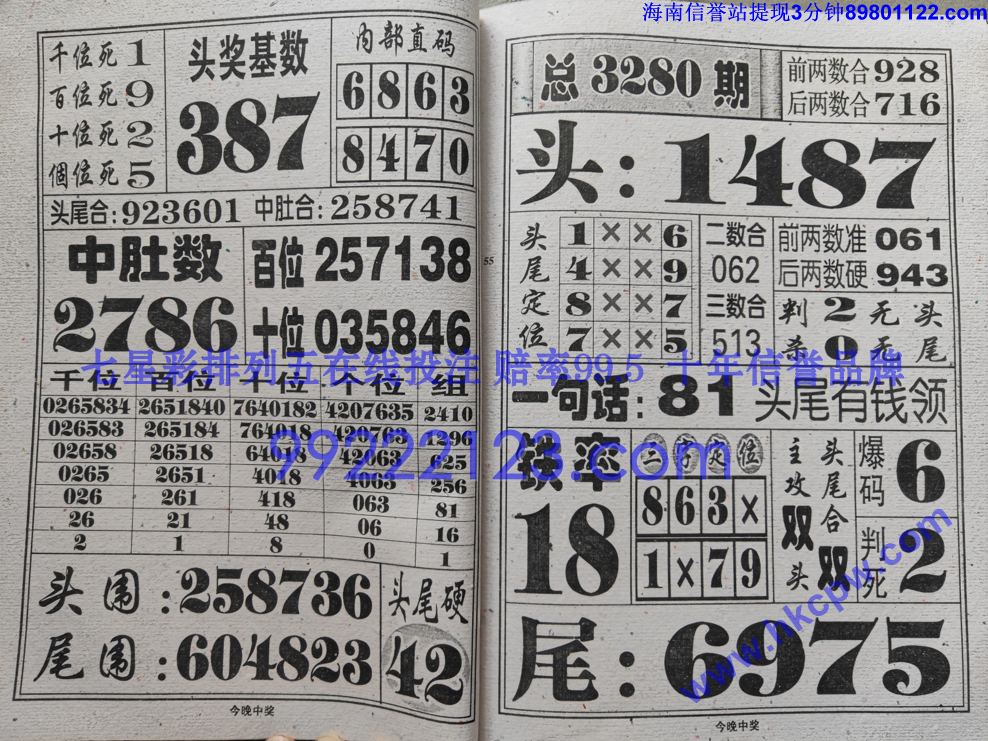 海南信誉站提现3分钟89801122.com
千位死1
百位死9
十位死2
個位死5
头奖基数
387
内部直码
6863
8470
头尾合:923601 中肚合:258741
中肚数
2786
百位257138
十位035846
七星彩排列五在线投注 赔率99.5 十年信誉品牌
千位 百位 十位 个位 组
0265834 2651840 7640182 4207635 2410
026583 265184 764018 420763 1296
02658 26518 64018 42063 625
0265 2651 4018 4063 256
026 261 418 063 81
26 21 48 06 16
2 1 8 0 1
99222123.com
头围:258736
尾围:604823
头尾硬
42
今晚中奖
55
总3280期
前两数合928
后两数合716
头:1487
头尾定位
1××6
4××9
8××7
7××5
二数合
062
三数合
513
前两数准061
后两数硬943
判2无头
杀0无尾
一句话:81头尾有钱领
铁率
18
二字定位
863×
1×79
主攻双头
头尾合双
爆码6
判死2
尾:6975
www.hkcpw.com
今晚中奖